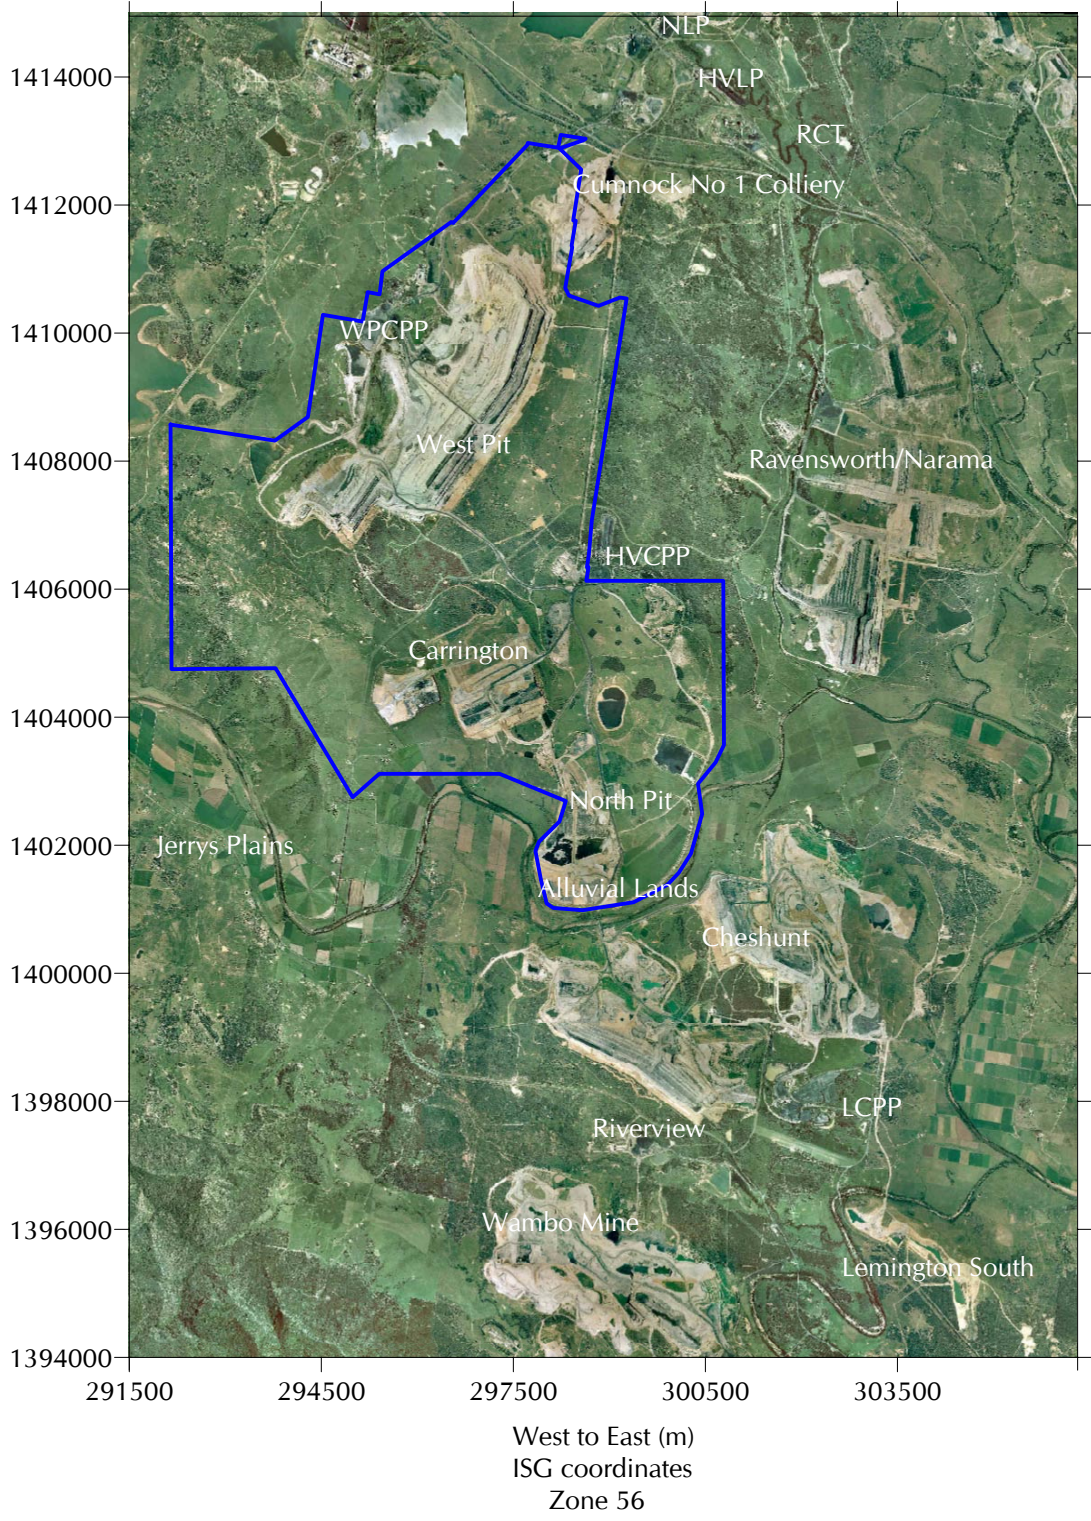 NLP
1414000
HVLP
RCT
Cumnock No 1 Colliery
1412000
1410000
WPCPP
West Pit
1408000
Ravensworth/Narama
HVCPP
1406000
Carrington
1404000
North Pit
1402000
Jerrys Plains
Alluvial Lands
Cheshunt
1400000
1398000
LCPP
Riverview
1396000
Wambo Mine
Lemington South
1394000
291500 294500 297500 300500 303500
West to East (m)
ISG coordinates
Zone 56